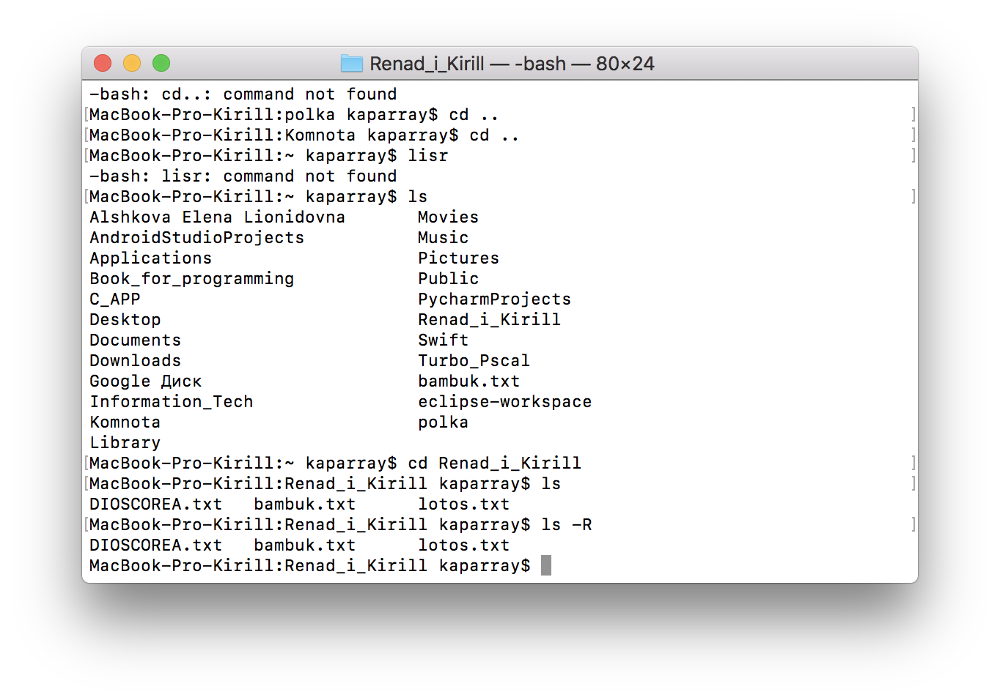 Renad_i_Kirill — -bash — 80×24
-bash: cd..: command not found
[MacBook-Pro-Kirill:polka kaparray$ cd .. ]
[MacBook-Pro-Kirill:Komnota kaparray$ cd .. ]
[MacBook-Pro-Kirill:~ kaparray$ lisr ]
-bash: lisr: command not found
[MacBook-Pro-Kirill:~ kaparray$ ls ]
Alshkova Elena Lionidovna Movies
AndroidStudioProjects Music
Applications Pictures
Book_for_programming Public
C_APP PycharmProjects
Desktop Renad_i_Kirill
Documents Swift
Downloads Turbo_Pscal
Google Диск bambuk.txt
Information_Tech eclipse-workspace
Komnota polka
Library
[MacBook-Pro-Kirill:~ kaparray$ cd Renad_i_Kirill ]
[MacBook-Pro-Kirill:Renad_i_Kirill kaparray$ ls ]
DIOSCOREA.txt bambuk.txt lotos.txt
[MacBook-Pro-Kirill:Renad_i_Kirill kaparray$ ls -R ]
DIOSCOREA.txt bambuk.txt lotos.txt
MacBook-Pro-Kirill:Renad_i_Kirill kaparray$